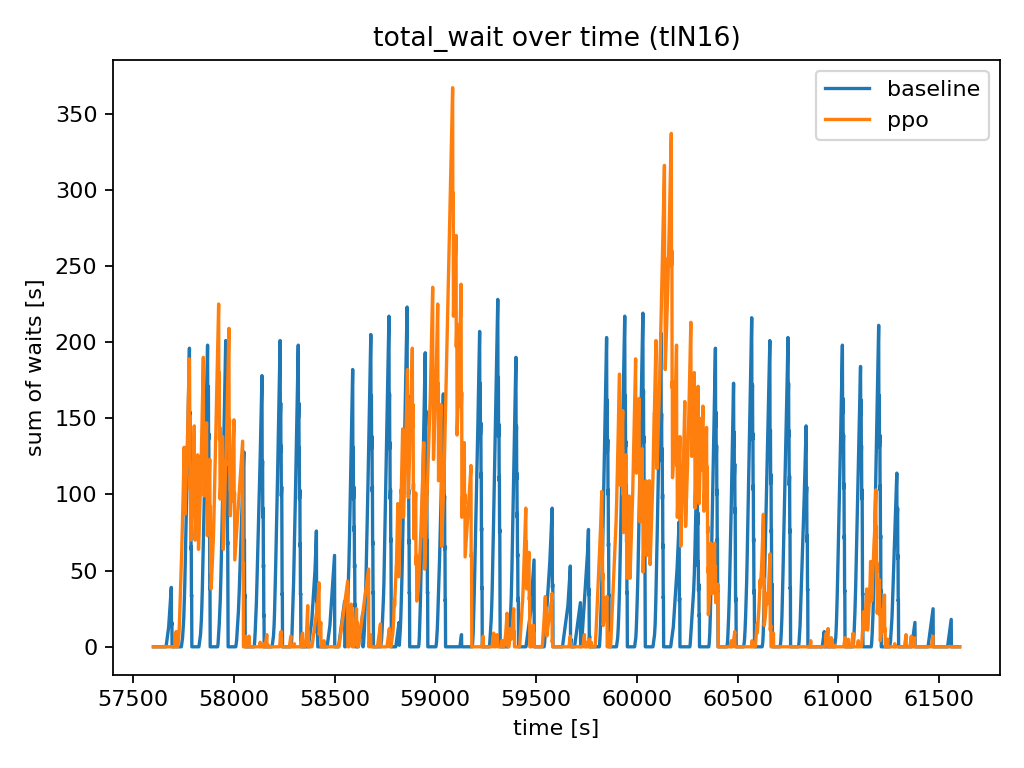 total_wait over time (tlN16)
baseline
ppo
350
300
250
200
150
100
50
0
sum of waits [s]
57500 58000 58500 59000 59500 60000 60500 61000 61500
time [s]